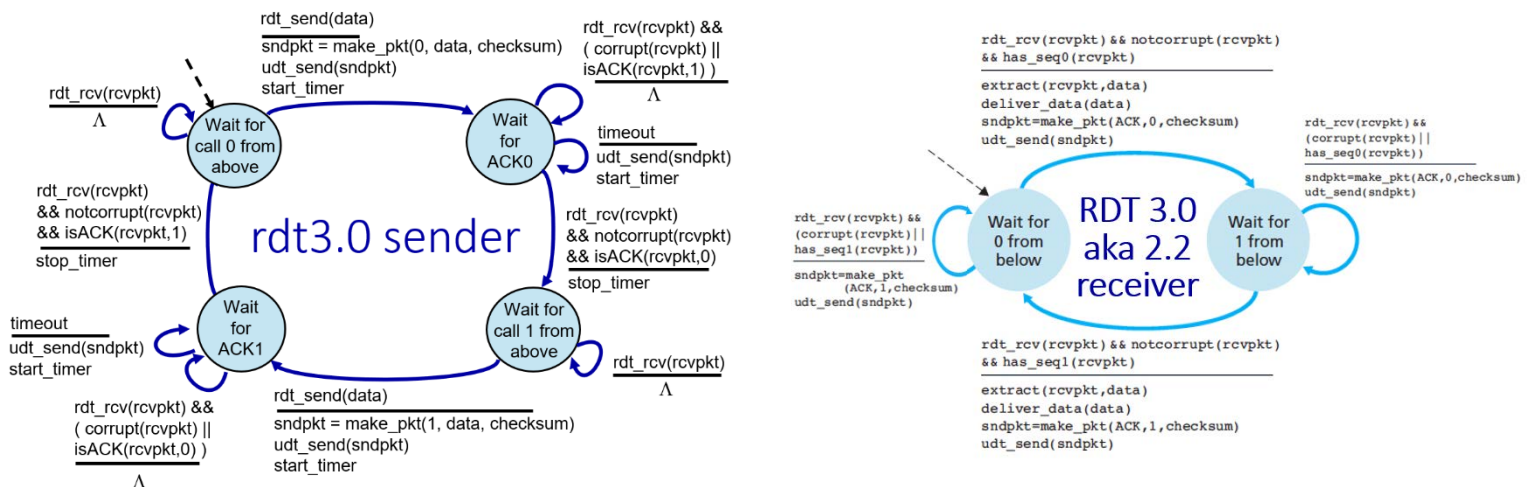 rdt_send(data)
sndpkt = make_pkt(0, data, checksum)
udt_send(sndpkt)
start_timer
rdt_rcv(rcvpkt) &&
( corrupt(rcvpkt) ||
isACK(rcvpkt,1) )
Λ
rdt_rcv(rcvpkt)
Λ
Wait for
call 0 from
above
Wait
for
ACK0
timeout
udt_send(sndpkt)
start_timer
rdt_rcv(rcvpkt)
&& notcorrupt(rcvpkt)
&& isACK(rcvpkt,1)
stop_timer
rdt3.0 sender
rdt_rcv(rcvpkt)
&& notcorrupt(rcvpkt)
&& isACK(rcvpkt,0)
stop_timer
timeout
udt_send(sndpkt)
start_timer
Wait
for
ACK1
Wait for
call 1 from
above
rdt_rcv(rcvpkt)
Λ
rdt_rcv(rcvpkt) &&
( corrupt(rcvpkt) ||
isACK(rcvpkt,0) )
Λ
rdt_send(data)
sndpkt = make_pkt(1, data, checksum)
udt_send(sndpkt)
start_timer
rdt_rcv(rcvpkt) && notcorrupt(rcvpkt)
&& has_seq0(rcvpkt)
extract(rcvpkt,data)
deliver_data(data)
sndpkt=make_pkt(ACK,0,checksum)
udt_send(sndpkt)
rdt_rcv(rcvpkt) &&
(corrupt(rcvpkt)||
has_seq0(rcvpkt))
sndpkt=make_pkt(ACK,0,checksum)
udt_send(sndpkt)
rdt_rcv(rcvpkt) &&
(corrupt(rcvpkt)||
has_seq1(rcvpkt))
sndpkt=make_pkt
(ACK,1,checksum)
udt_send(sndpkt)
Wait for
0 from
below
RDT 3.0
aka 2.2
receiver
Wait for
1 from
below
rdt_rcv(rcvpkt) && notcorrupt(rcvpkt)
&& has_seq1(rcvpkt)
extract(rcvpkt,data)
deliver_data(data)
sndpkt=make_pkt(ACK,1,checksum)
udt_send(sndpkt)